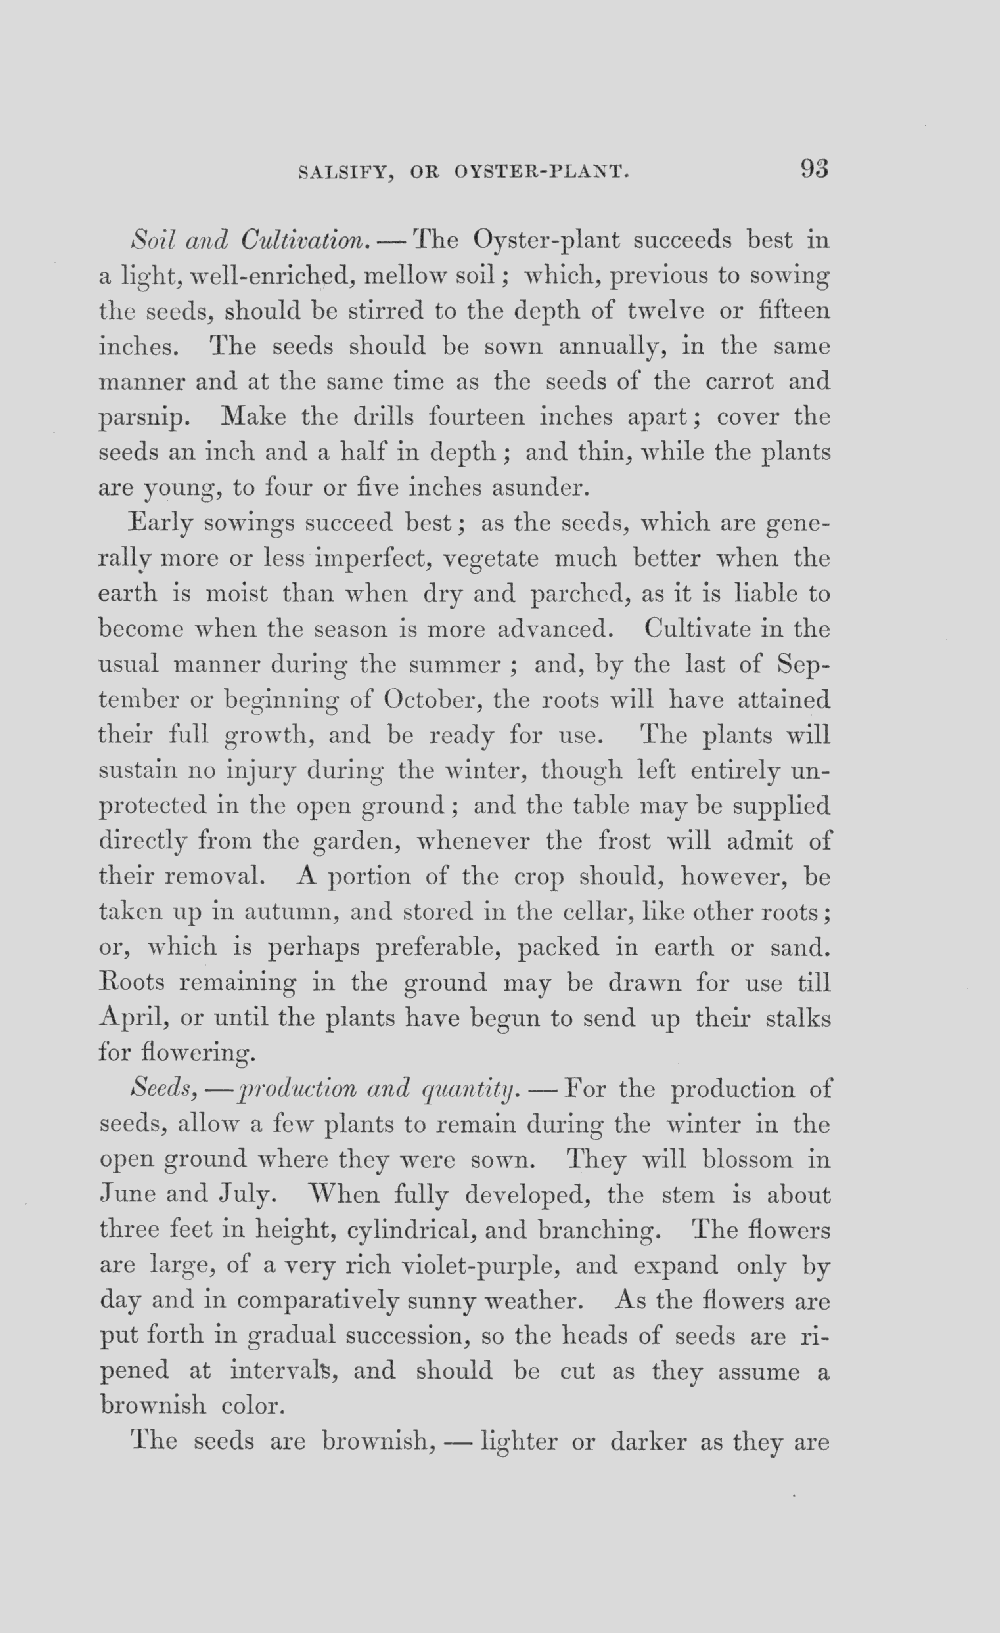 SALSIFY, OR OYSTER-PLANT. 93
Soil and Cultivation. — The Oyster-plant succeeds best in
a light, well-enriched, mellow soil; which, previous to sowing
the seeds, should be stirred to the depth of twelve or fifteen
inches. The seeds should be sown annually, in the same
manner and at the same time as the seeds of the carrot and
parsnip. Make the drills fourteen inches apart; cover the
seeds an inch and a half in depth; and thin, while the plants
are young, to four or five inches asunder.
Early sowings succeed best; as the seeds, which are gene-
rally more or less imperfect, vegetate much better when the
earth is moist than when dry and parched, as it is liable to
become when the season is more advanced. Cultivate in the
usual manner during the summer; and, by the last of Sep-
tember or beginning of October, the roots will have attained
their full growth, and be ready for use. The plants will
sustain no injury during the winter, though left entirely un-
protected in the open ground; and the table may be supplied
directly from the garden, whenever the frost will admit of
their removal. A portion of the crop should, however, be
taken up in autumn, and stored in the cellar, like other roots;
or, which is perhaps preferable, packed in earth or sand.
Roots remaining in the ground may be drawn for use till
April, or until the plants have begun to send up their stalks
for flowering.
Seeds, — production and quantity. — For the production of
seeds, allow a few plants to remain during the winter in the
open ground where they were sown. They will blossom in
June and July. When fully developed, the stem is about
three feet in height, cylindrical, and branching. The flowers
are large, of a very rich violet-purple, and expand only by
day and in comparatively sunny weather. As the flowers are
put forth in gradual succession, so the heads of seeds are ri-
pened at intervals, and should be cut as they assume a
brownish color.
The seeds are brownish, — lighter or darker as they are